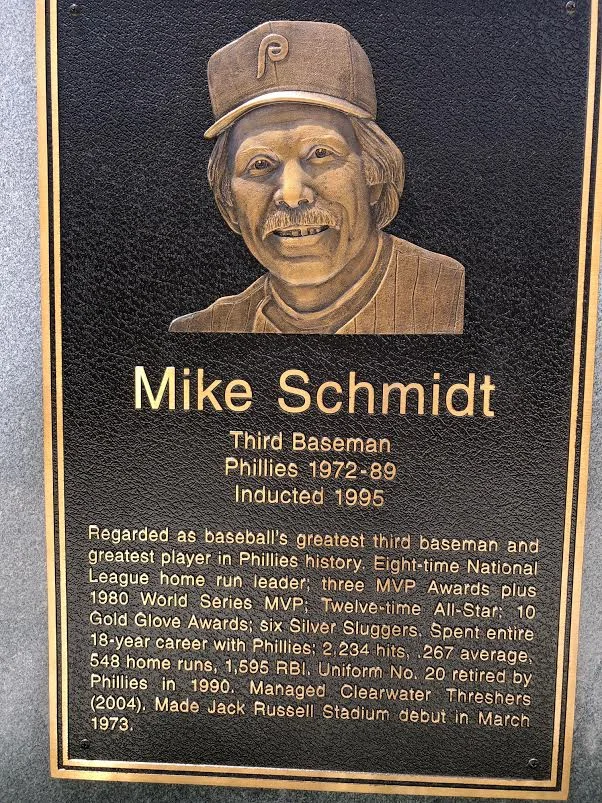 P
Mike Schmidt
Third Baseman
Phillies 1972-89
Inducted 1995
Regarded as baseball's greatest third baseman and
greatest player in Phillies history. Eight-time National
League home run leader; three MVP Awards plus
1980 World Series MVP; Twelve-time All-Star; 10
Gold Glove Awards; six Silver Sluggers. Spent entire
18-year career with Phillies; 2,234 hits, .267 average,
548 home runs, 1,595 RBI. Uniform No. 20 retired by
Phillies in 1990. Managed Clearwater Threshers
(2004). Made Jack Russell Stadium debut in March
1973.